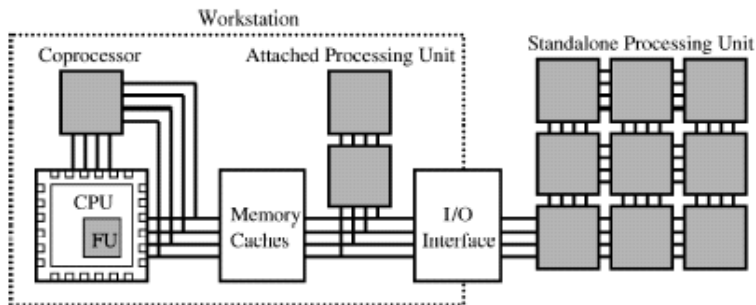 Workstation
Coprocessor
Attached Processing Unit
Standalone Processing Unit
CPU
FU
Memory
Caches
I/O
Interface